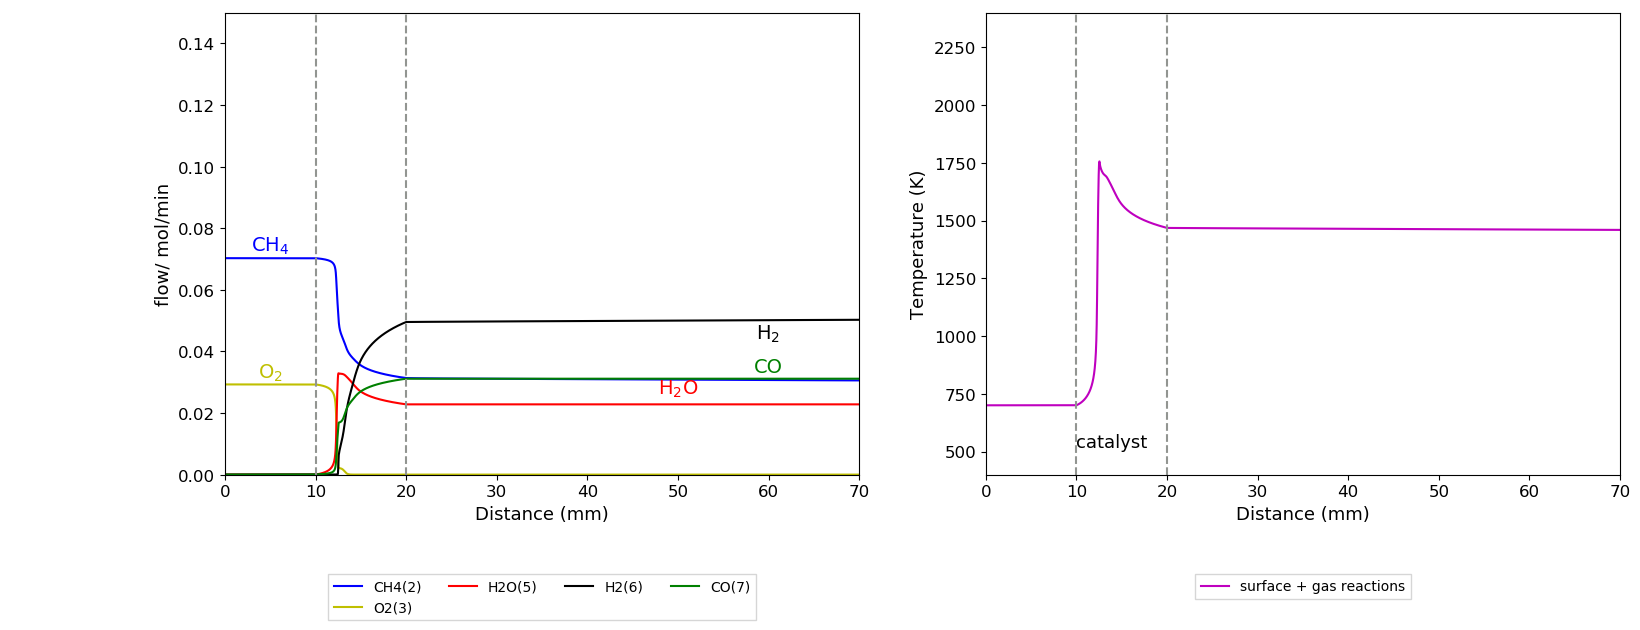 0.14
0.12
0.10
0.08
0.06
0.04
0.02
0.00
flow/ mol/min
CH₄
O₂
H₂
CO
H₂O
0 10 20 30 40 50 60 70
Distance (mm)
CH4(2) H2O(5) H2(6) CO(7)
O2(3)
2250
2000
1750
1500
1250
1000
750
500
Temperature (K)
catalyst
0 10 20 30 40 50 60 70
Distance (mm)
surface + gas reactions